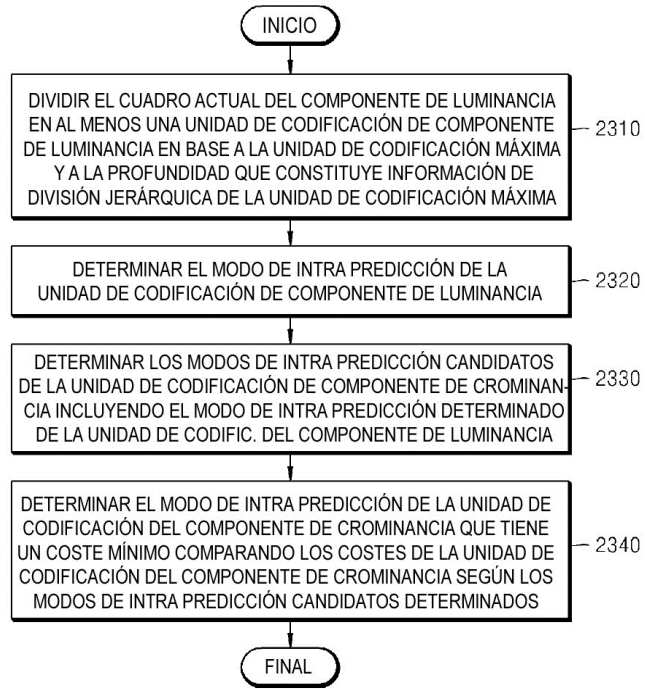 INICIO
DIVIDIR EL CUADRO ACTUAL DEL COMPONENTE DE LUMINANCIA
EN AL MENOS UNA UNIDAD DE CODIFICACIÓN DE COMPONENTE
DE LUMINANCIA EN BASE A LA UNIDAD DE CODIFICACIÓN MÁXIMA
Y A LA PROFUNDIDAD QUE CONSTITUYE INFORMACIÓN DE
DIVISIÓN JERÁRQUICA DE LA UNIDAD DE CODIFICACIÓN MÁXIMA
2310
DETERMINAR EL MODO DE INTRA PREDICCIÓN DE LA
UNIDAD DE CODIFICACIÓN DE COMPONENTE DE LUMINANCIA
2320
DETERMINAR LOS MODOS DE INTRA PREDICCIÓN CANDIDATOS
DE LA UNIDAD DE CODIFICACIÓN DE COMPONENTE DE CROMINAN-
CIA INCLUYENDO EL MODO DE INTRA PREDICCIÓN DETERMINADO
DE LA UNIDAD DE CODIFIC. DEL COMPONENTE DE LUMINANCIA
2330
DETERMINAR EL MODO DE INTRA PREDICCIÓN DE LA UNIDAD DE
CODIFICACIÓN DEL COMPONENTE DE CROMINANCIA QUE TIENE
UN COSTE MÍNIMO COMPARANDO LOS COSTES DE LA UNIDAD DE
CODIFICACIÓN DEL COMPONENTE DE CROMINANCIA SEGÚN LOS
MODOS DE INTRA PREDICCIÓN CANDIDATOS DETERMINADOS
2340
FINAL